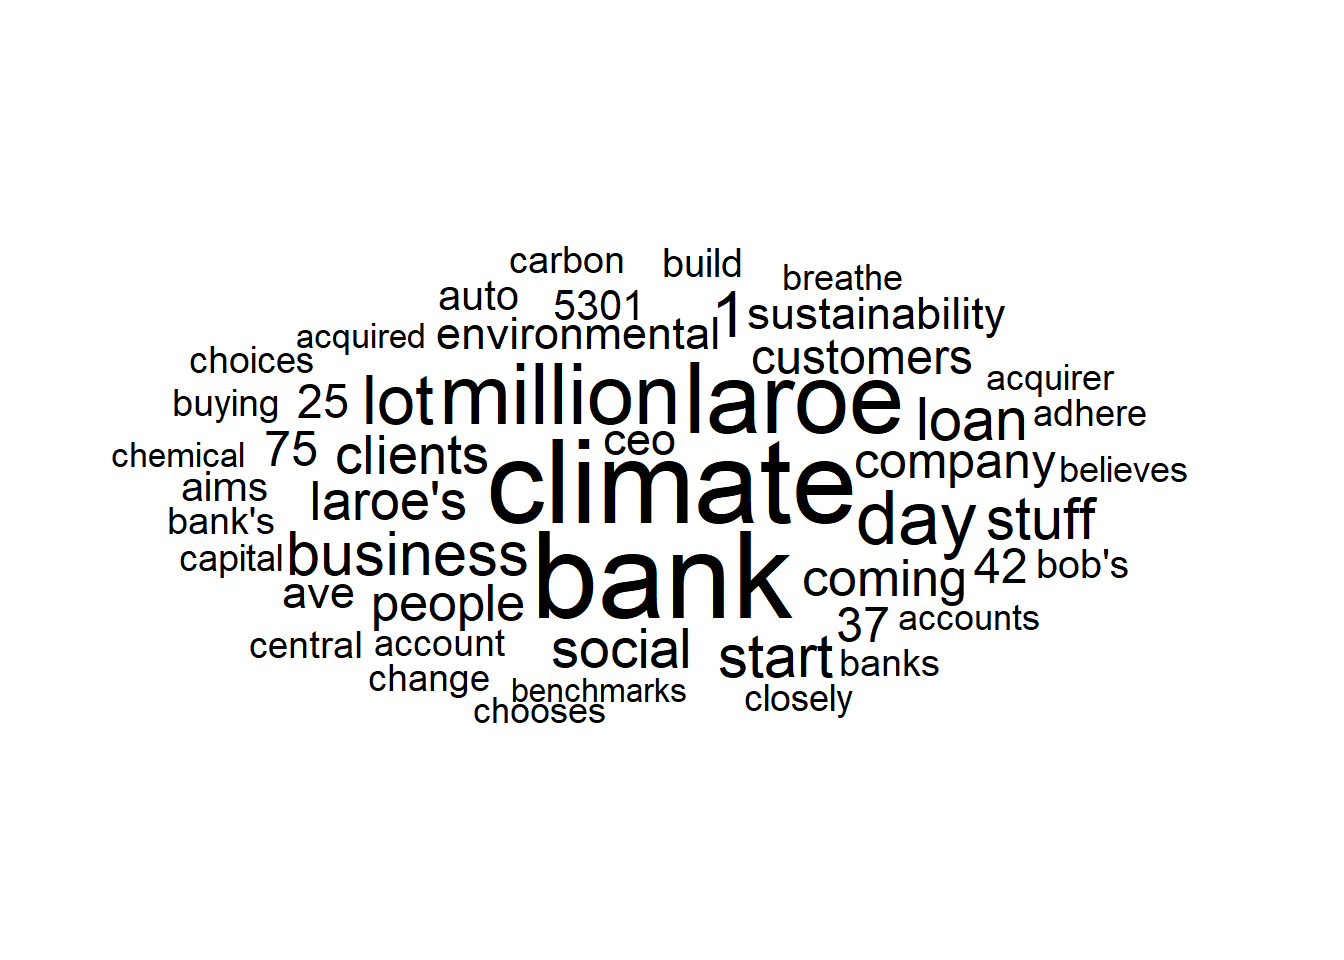 carbon build breathe
auto 5301 1 sustainability
acquired environmental customers
choices acquirer
buying 25 lot million laroe loan adhere
chemical 75 clients ceo company believes
aims laroe's climate day stuff
bank's
capital business bank coming 42 bob's
ave people 37 accounts
central account social start banks
change benchmarks closely
chooses